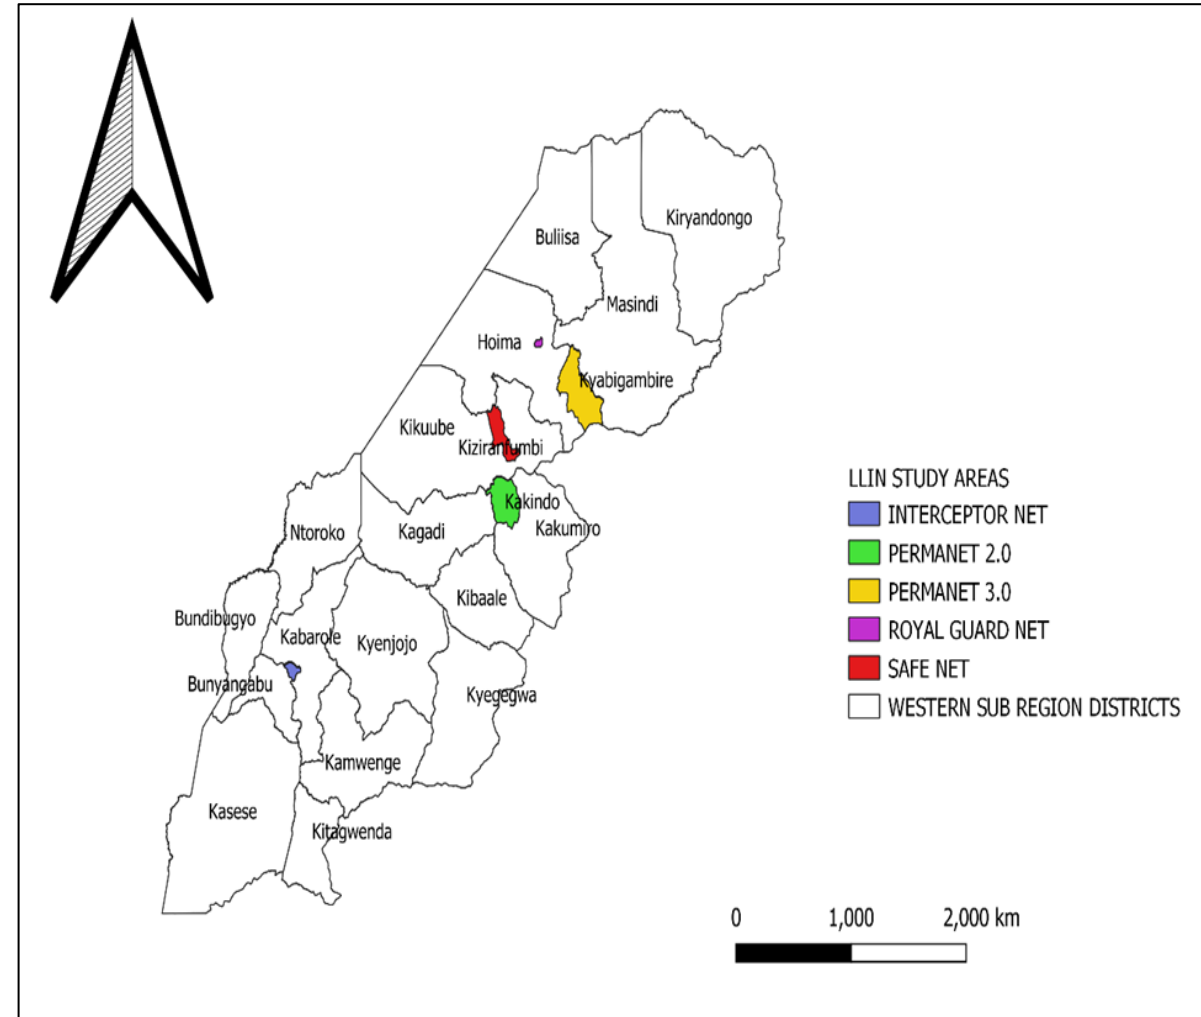 Kiryandongo
Buliisa
Masindi
Hoima
Kyabigambire
Kikuube
Kiziranfumbi
Kakindo
Kakumiro
Ntoroko
Kagadi
Kibaale
Bundibugyo
Kabarole
Kyenjojo
Bunyangabu
Kyegegwa
Kamwenge
Kasese
Kitagwenda
LLIN STUDY AREAS
INTERCEPTOR NET
PERMANET 2.0
PERMANET 3.0
ROYAL GUARD NET
SAFE NET
WESTERN SUB REGION DISTRICTS
0 1,000 2,000 km